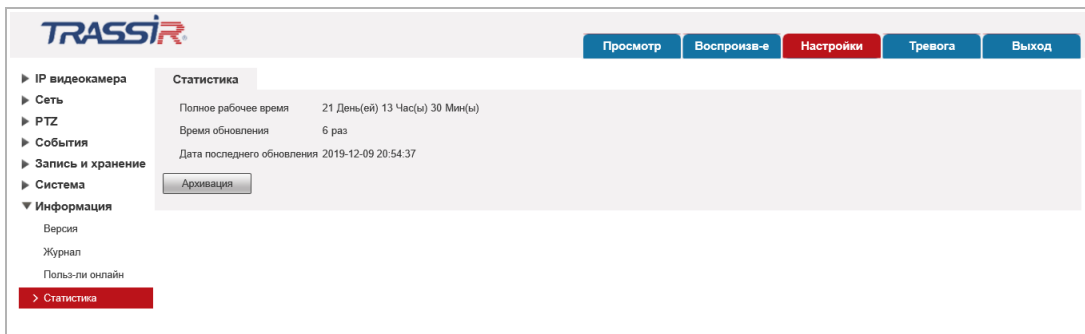 TRASSIR
Просмотр Воспроизв-е Настройки Тревога Выход
IP видеокамера
Сеть
PTZ
События
Запись и хранение
Система
Информация
Версия
Журнал
Польз-ли онлайн
Статистика
Статистика
Полное рабочее время 21 День(ей) 13 Час(ы) 30 Мин(ы)
Время обновления 6 раз
Дата последнего обновления 2019-12-09 20:54:37
Архивация